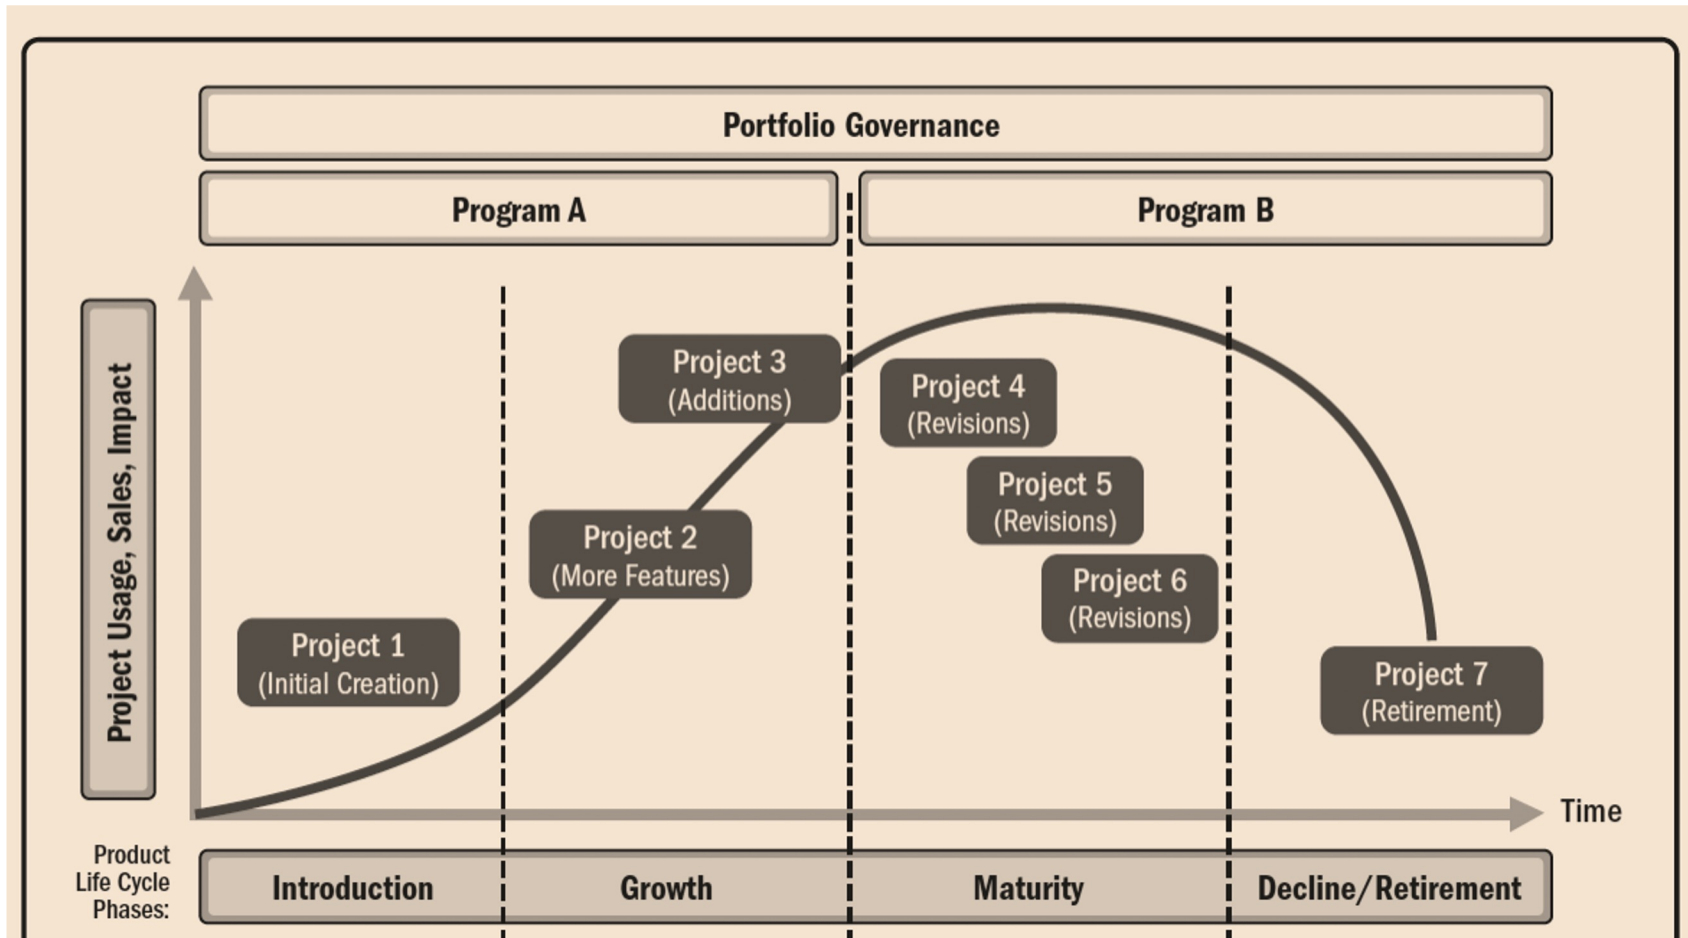 Portfolio Governance
Program A
Program B
Project Usage, Sales, Impact
Project 3
(Additions)
Project 4
(Revisions)
Project 5
(Revisions)
Project 2
(More Features)
Project 6
(Revisions)
Project 1
(Initial Creation)
Project 7
(Retirement)
Time
Product
Life Cycle
Phases:
Introduction
Growth
Maturity
Decline/Retirement